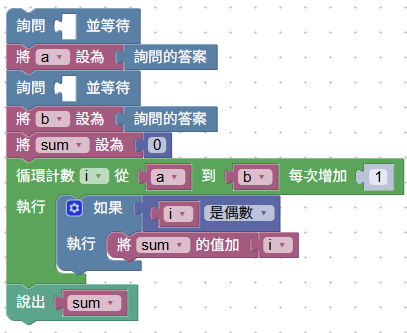 詢問 並等待
將 a 設為 詢問的答案
詢問 並等待
將 b 設為 詢問的答案
將 sum 設為 0
循環計數 i 從 a 到 b 每次增加 1
執行 如果 i 是偶數
執行 將 sum 的值加 i
說出 sum